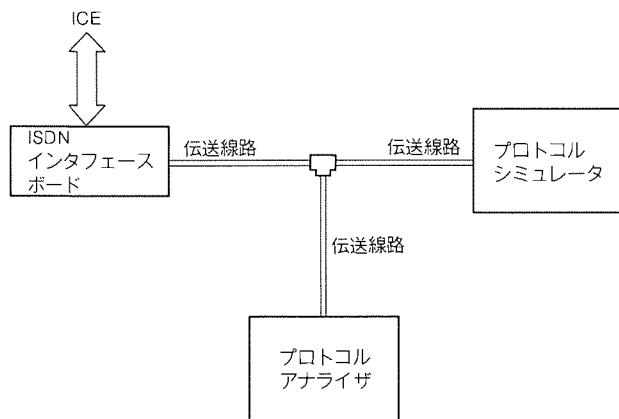 ICE
ISDN
インタフェース
ボード
伝送線路
伝送線路
プロトコル
シミュレータ
伝送線路
プロトコル
アナライザ